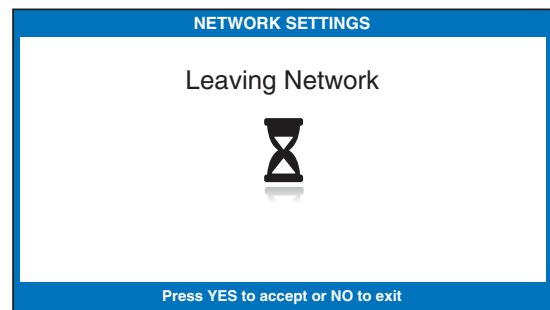 NETWORK SETTINGS
Leaving Network
Press YES to accept or NO to exit